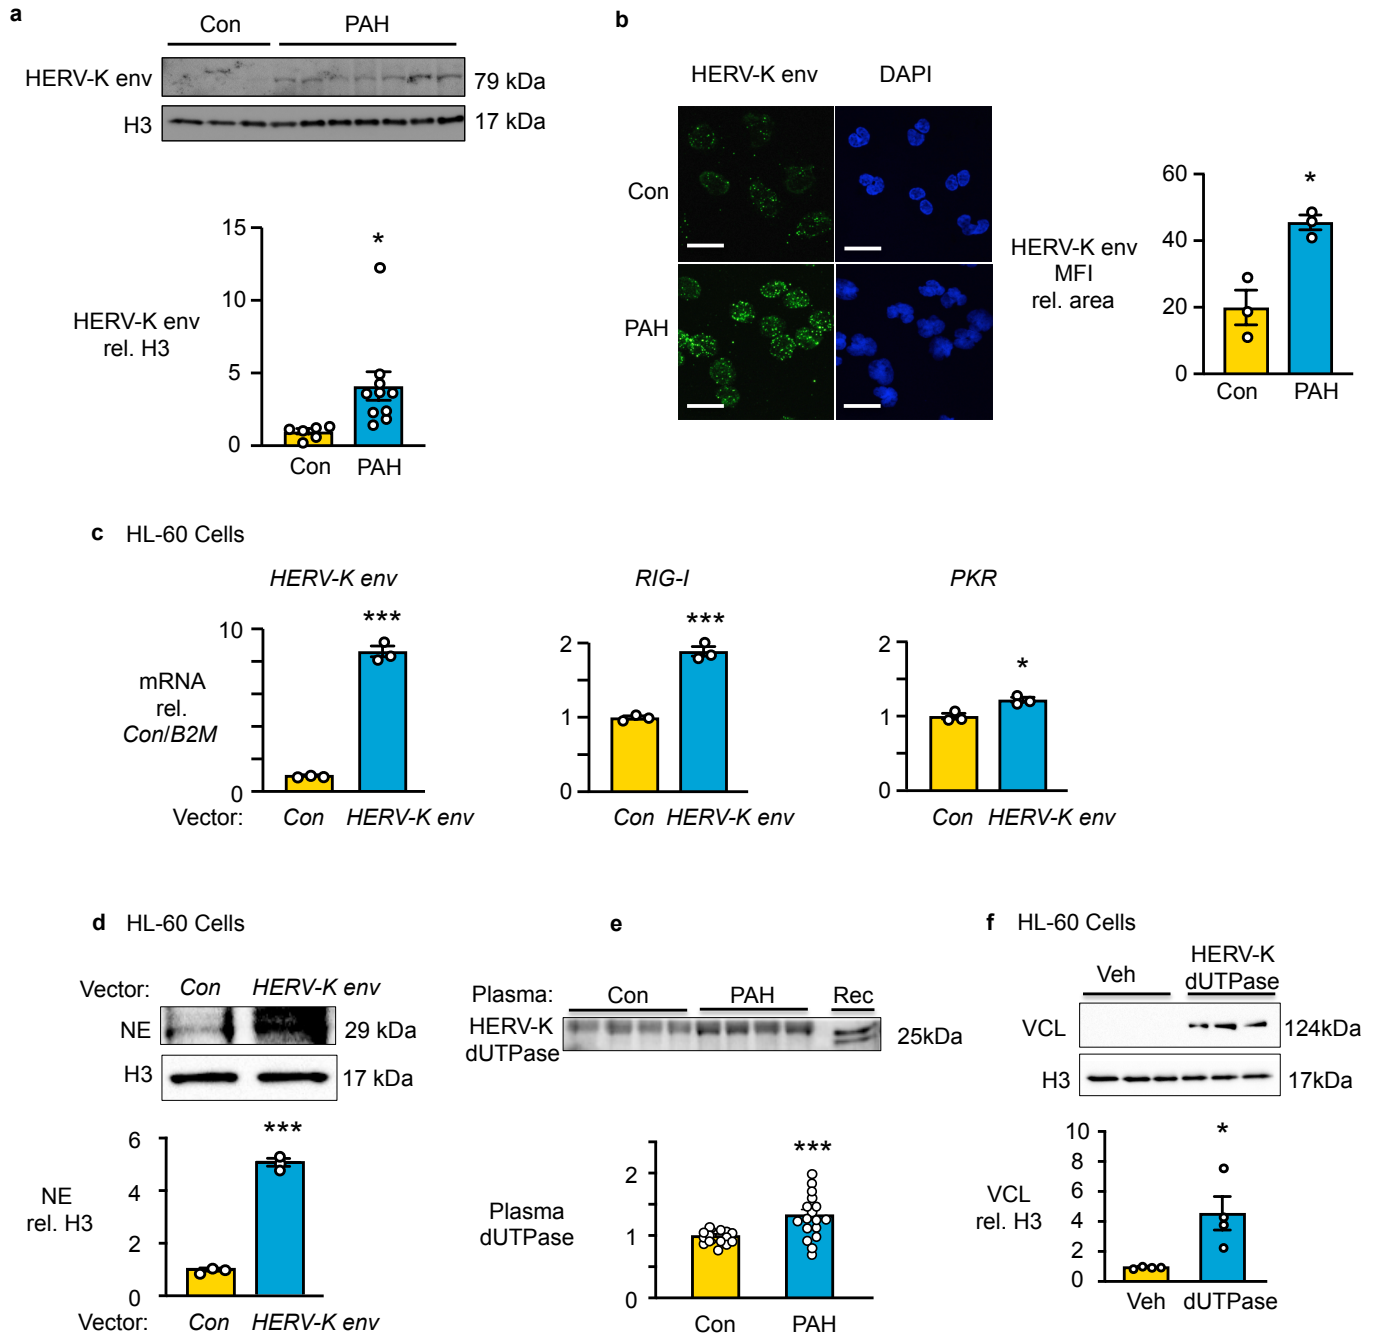 a
Con PAH
HERV-K env 79 kDa
H3 17 kDa
15
10
5
0
*
HERV-K env
rel. H3
Con PAH
b
HERV-K env DAPI
Con
PAH
60
40
20
0
*
HERV-K env
MFI
rel. area
Con PAH
c HL-60 Cells
HERV-K env
***
10
0
mRNA
rel.
Con/B2M
Vector: Con HERV-K env
RIG-I
***
2
1
0
Con HERV-K env
PKR
*
2
1
0
Con HERV-K env
d HL-60 Cells
Vector: Con HERV-K env
NE 29 kDa
H3 17 kDa
***
6
4
2
0
NE
rel. H3
Vector: Con HERV-K env
e
Plasma: Con PAH Rec
HERV-K
dUTPase
25kDa
***
2
1
0
Plasma
dUTPase
Con PAH
f HL-60 Cells
Veh
HERV-K
dUTPase
VCL 124kDa
H3 17kDa
*
10
8
6
4
2
0
VCL
rel. H3
Veh dUTPase